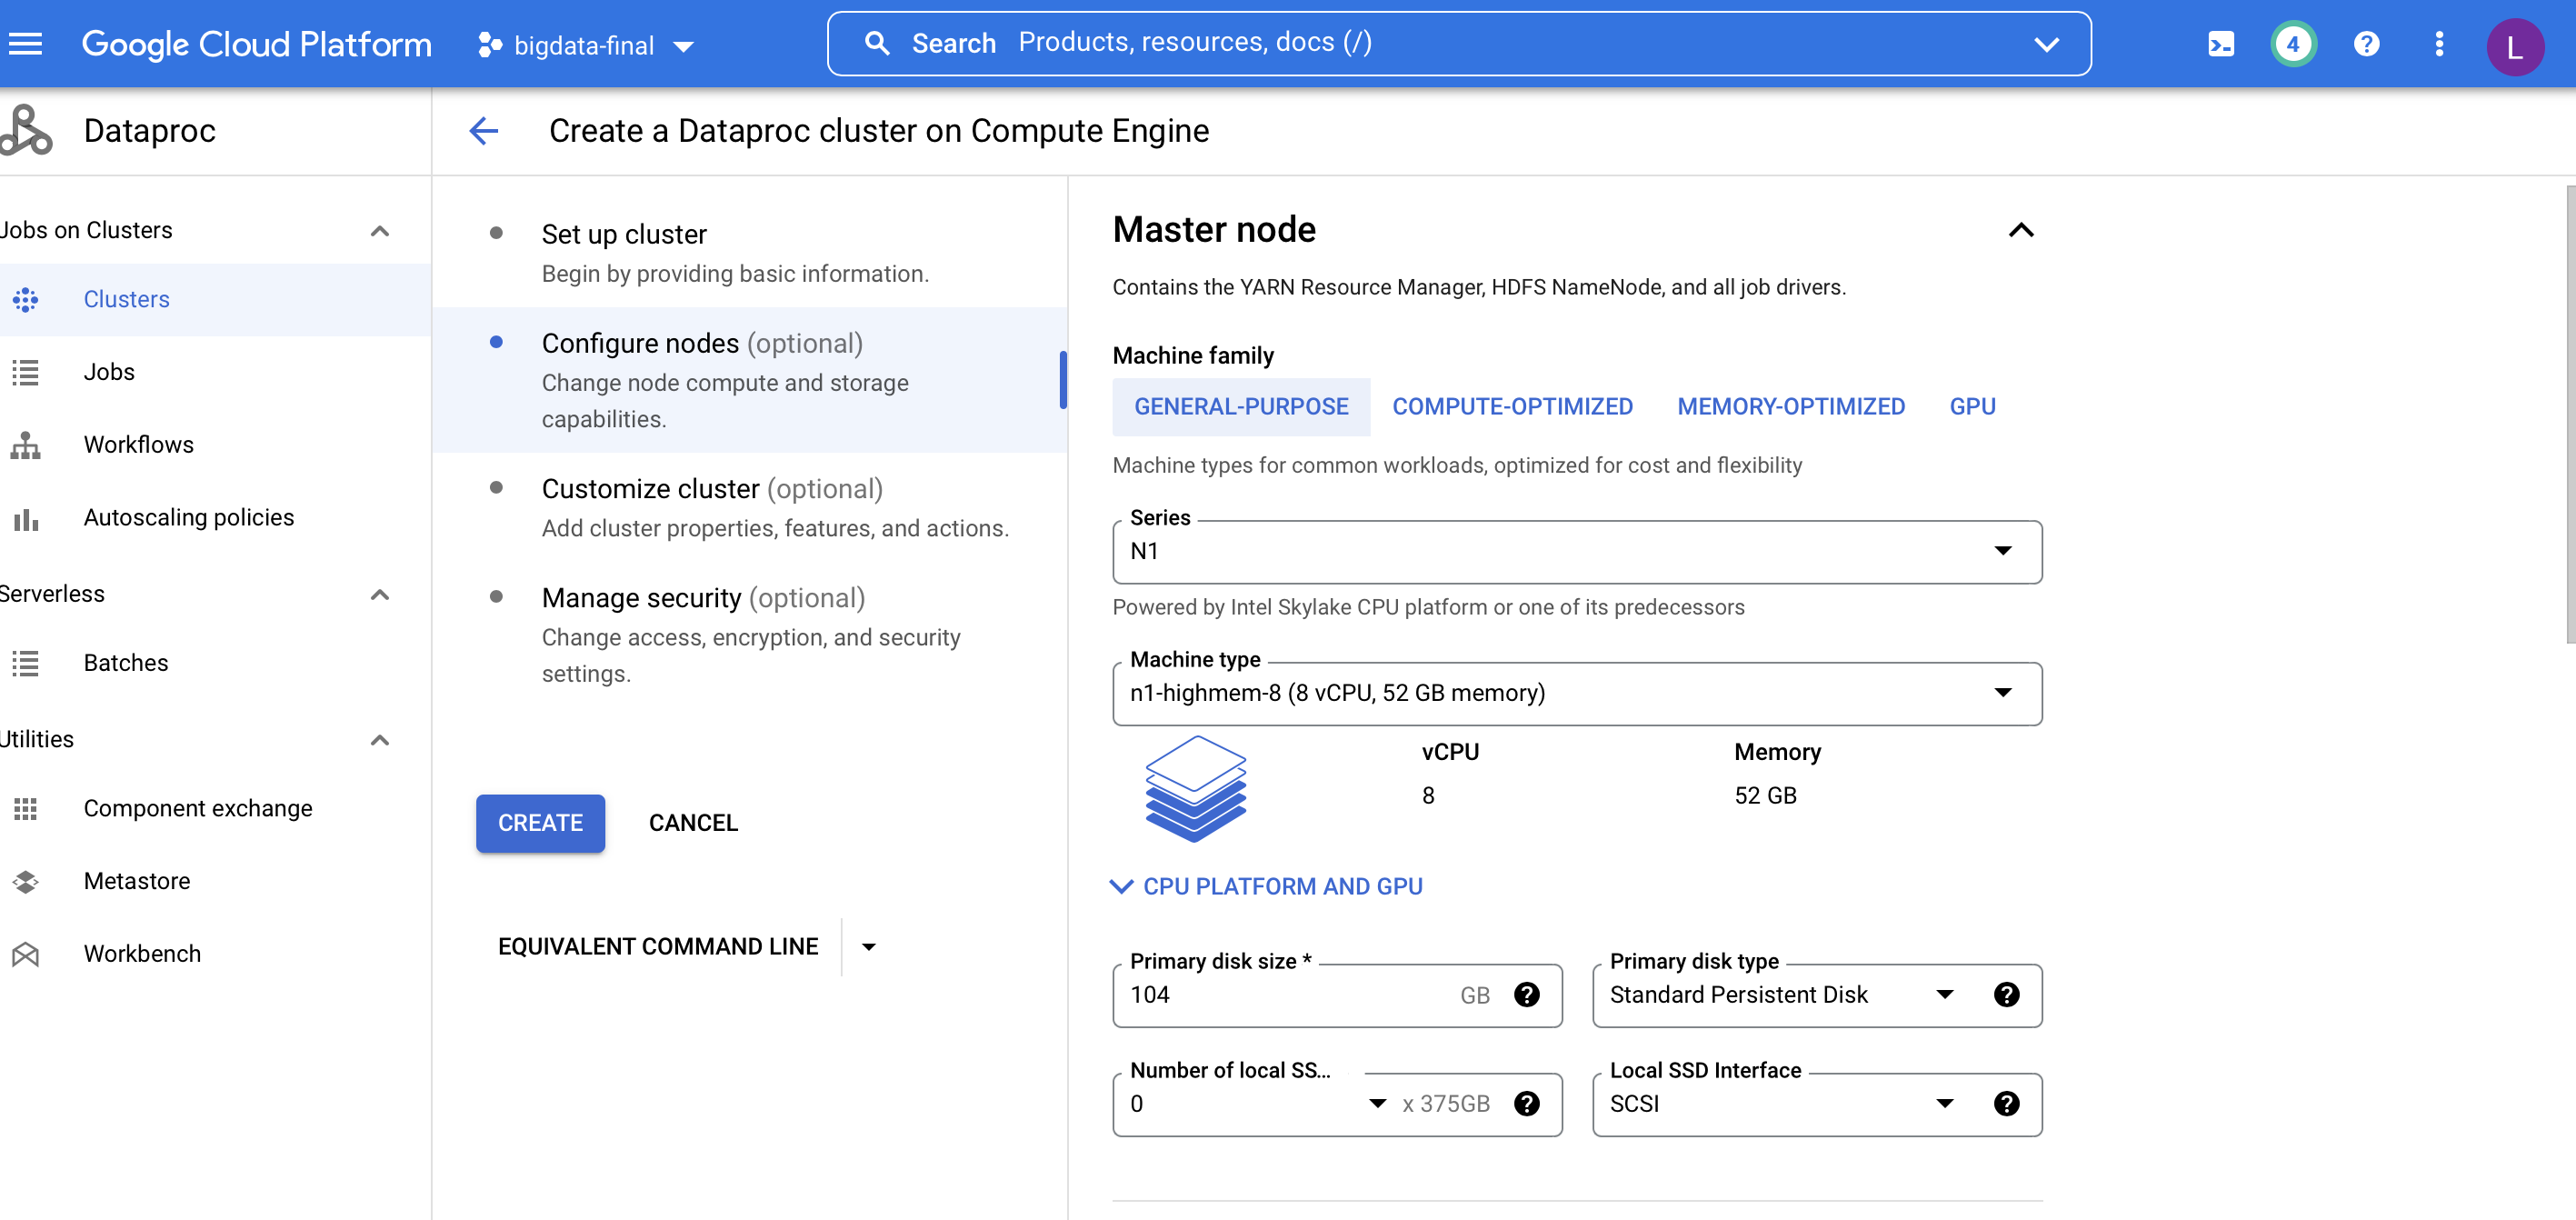 Google Cloud Platform
bigdata-final
Search Products, resources, docs (/)
4
L
Dataproc
Create a Dataproc cluster on Compute Engine
Jobs on Clusters
Clusters
Jobs
Workflows
Autoscaling policies
Serverless
Batches
Utilities
Component exchange
Metastore
Workbench
Set up cluster
Begin by providing basic information.
Configure nodes (optional)
Change node compute and storage
capabilities.
Customize cluster (optional)
Add cluster properties, features, and actions.
Manage security (optional)
Change access, encryption, and security
settings.
CREATE
CANCEL
EQUIVALENT COMMAND LINE
Master node
Contains the YARN Resource Manager, HDFS NameNode, and all job drivers.
Machine family
GENERAL-PURPOSE COMPUTE-OPTIMIZED MEMORY-OPTIMIZED GPU
Machine types for common workloads, optimized for cost and flexibility
Series
N1
Powered by Intel Skylake CPU platform or one of its predecessors
Machine type
n1-highmem-8 (8 vCPU, 52 GB memory)
vCPU Memory
8 52 GB
CPU PLATFORM AND GPU
Primary disk size *
104 GB
Primary disk type
Standard Persistent Disk
Number of local SS...
0 x 375GB
Local SSD Interface
SCSI